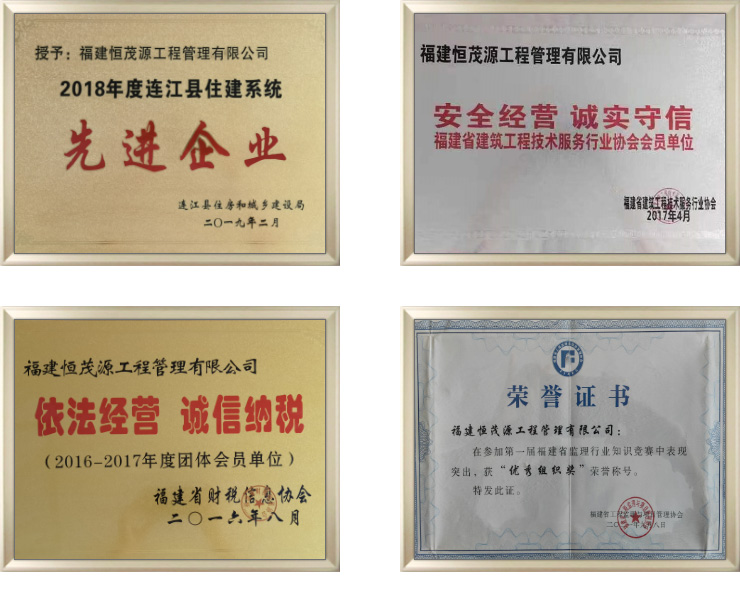 授予：福建恒茂源工程管理有限公司
2018年度连江县住建系统
先进企业
连江县住房和城乡建设局
二〇一九年二月
福建恒茂源工程管理有限公司
安全经营 诚实守信
福建省建筑工程技术服务行业协会会员单位
福建省建筑工程技术服务行业协会
2017年4月
福建恒茂源工程管理有限公司
依法经营 诚信纳税
（2016-2017年度团体会员单位）
福建省财税信息协会
二〇一六年八月
荣誉证书
福建恒茂源工程管理有限公司：
在参加第一届福建省监理行业知识竞赛中表现
突出，获“优秀组织奖”荣誉称号。
特发此证。